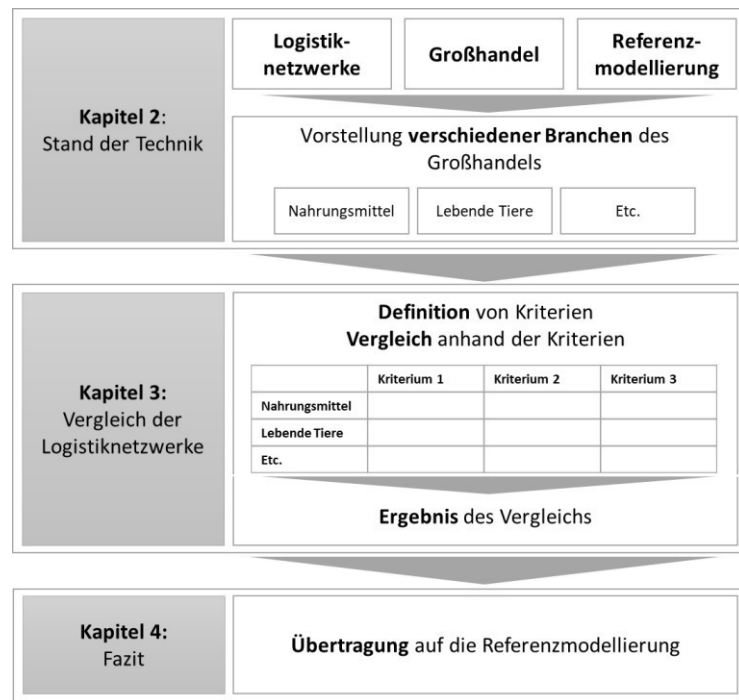 Kapitel 2:
Stand der Technik
Logistik-
netzwerke
Großhandel
Referenz-
modellierung
Vorstellung verschiedener Branchen des
Großhandels
Nahrungsmittel
Lebende Tiere
Etc.
Kapitel 3:
Vergleich der
Logistiknetzwerke
Definition von Kriterien
Vergleich anhand der Kriterien
Kriterium 1 Kriterium 2 Kriterium 3
Nahrungsmittel
Lebende Tiere
Etc.
Ergebnis des Vergleichs
Kapitel 4:
Fazit
Übertragung auf die Referenzmodellierung